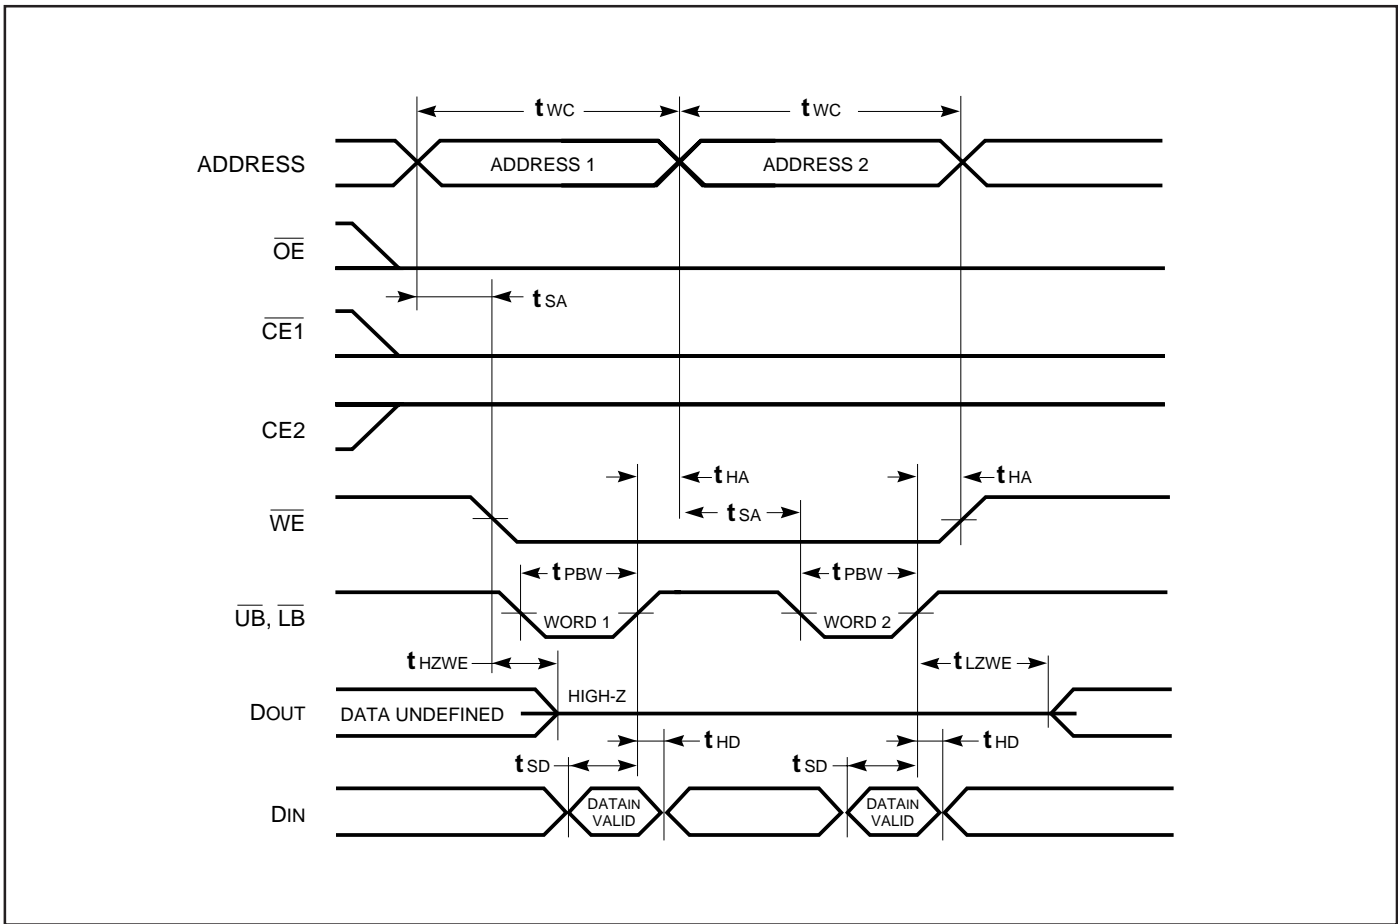 tWC tWC
ADDRESS ADDRESS 1 ADDRESS 2
OE
tSA
CE1
CE2
tHA tHA
WE tSA
tPBW tPBW
UB, LB WORD 1 WORD 2
tHZWE tLZWE
DOUT DATA UNDEFINED HIGH-Z
tHD tHD
tSD tSD
DIN DATAIN VALID DATAIN VALID